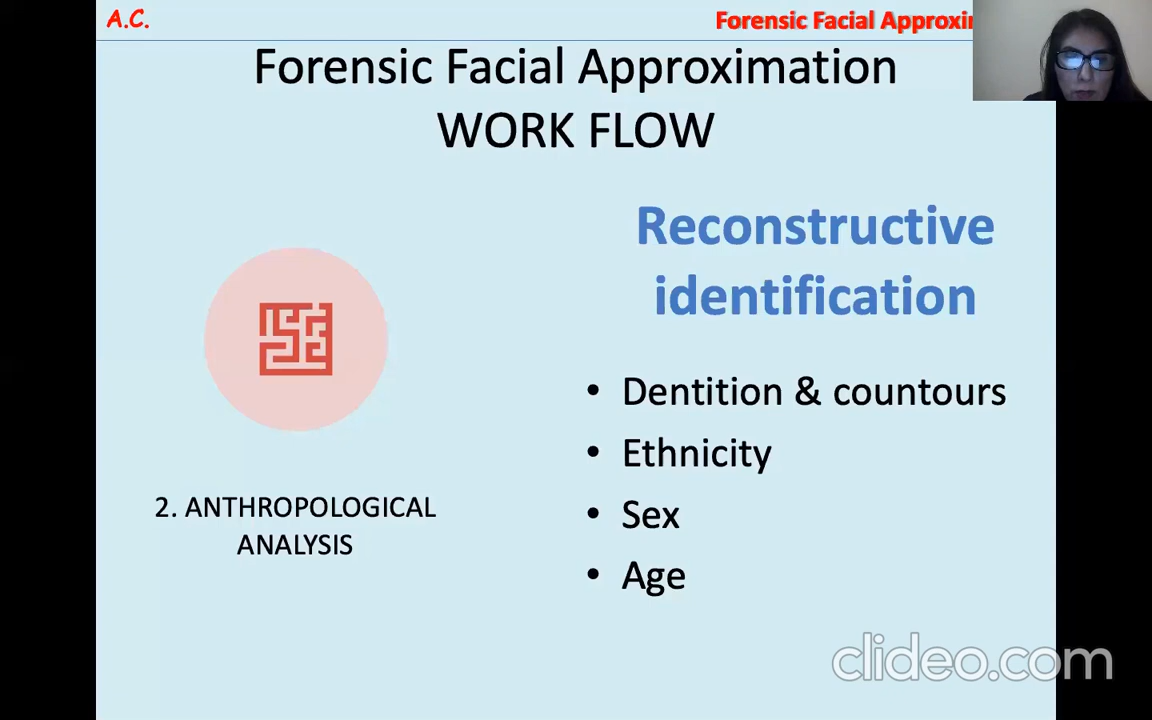 A.C.
Forensic Facial
Forensic Facial Approximation
WORK FLOW
Reconstructive
identification
• Dentition & countours
• Ethnicity
• Sex
• Age
2. ANTHROPOLOGICAL
ANALYSIS
clideo.com